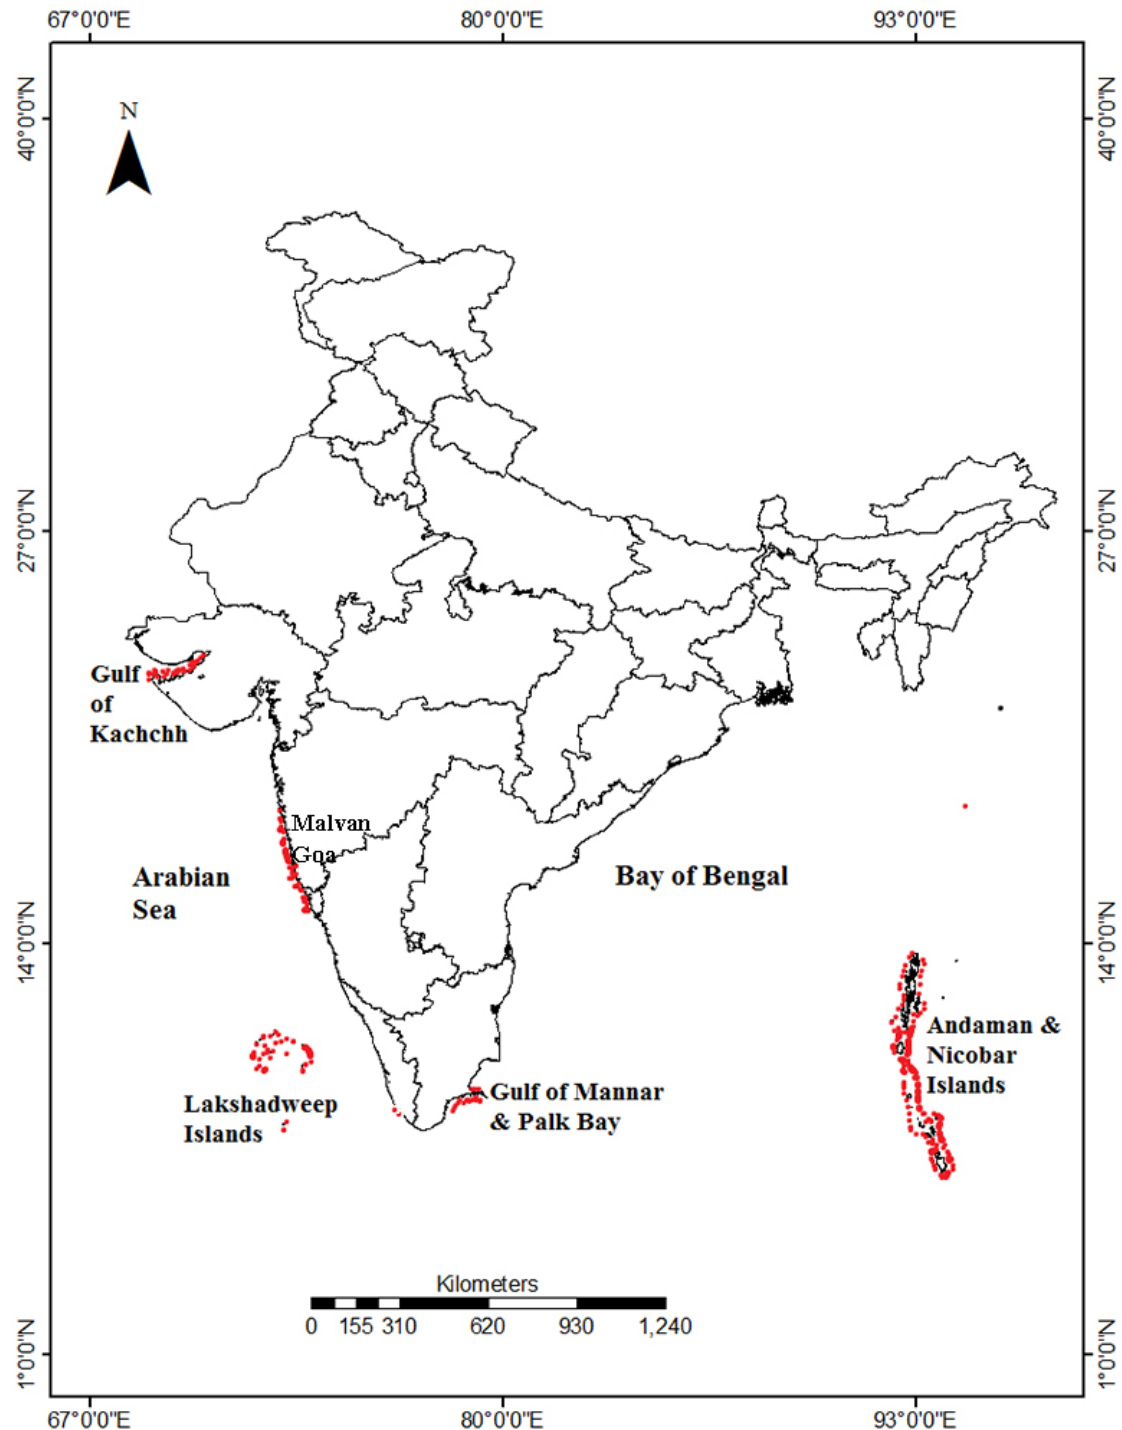 67°0'0"E
80°0'0"E
93°0'0"E
40°0'0"N
40°0'0"N
N
27°0'0"N
27°0'0"N
Gulf
of
Kachchh
Malvan
Goa
Arabian
Sea
Bay of Bengal
14°0'0"N
14°0'0"N
Andaman &
Nicobar
Islands
Lakshadweep
Islands
Gulf of Mannar
& Palk Bay
Kilometers
0 155 310 620 930 1,240
1°0'0"N
1°0'0"N
67°0'0"E
80°0'0"E
93°0'0"E